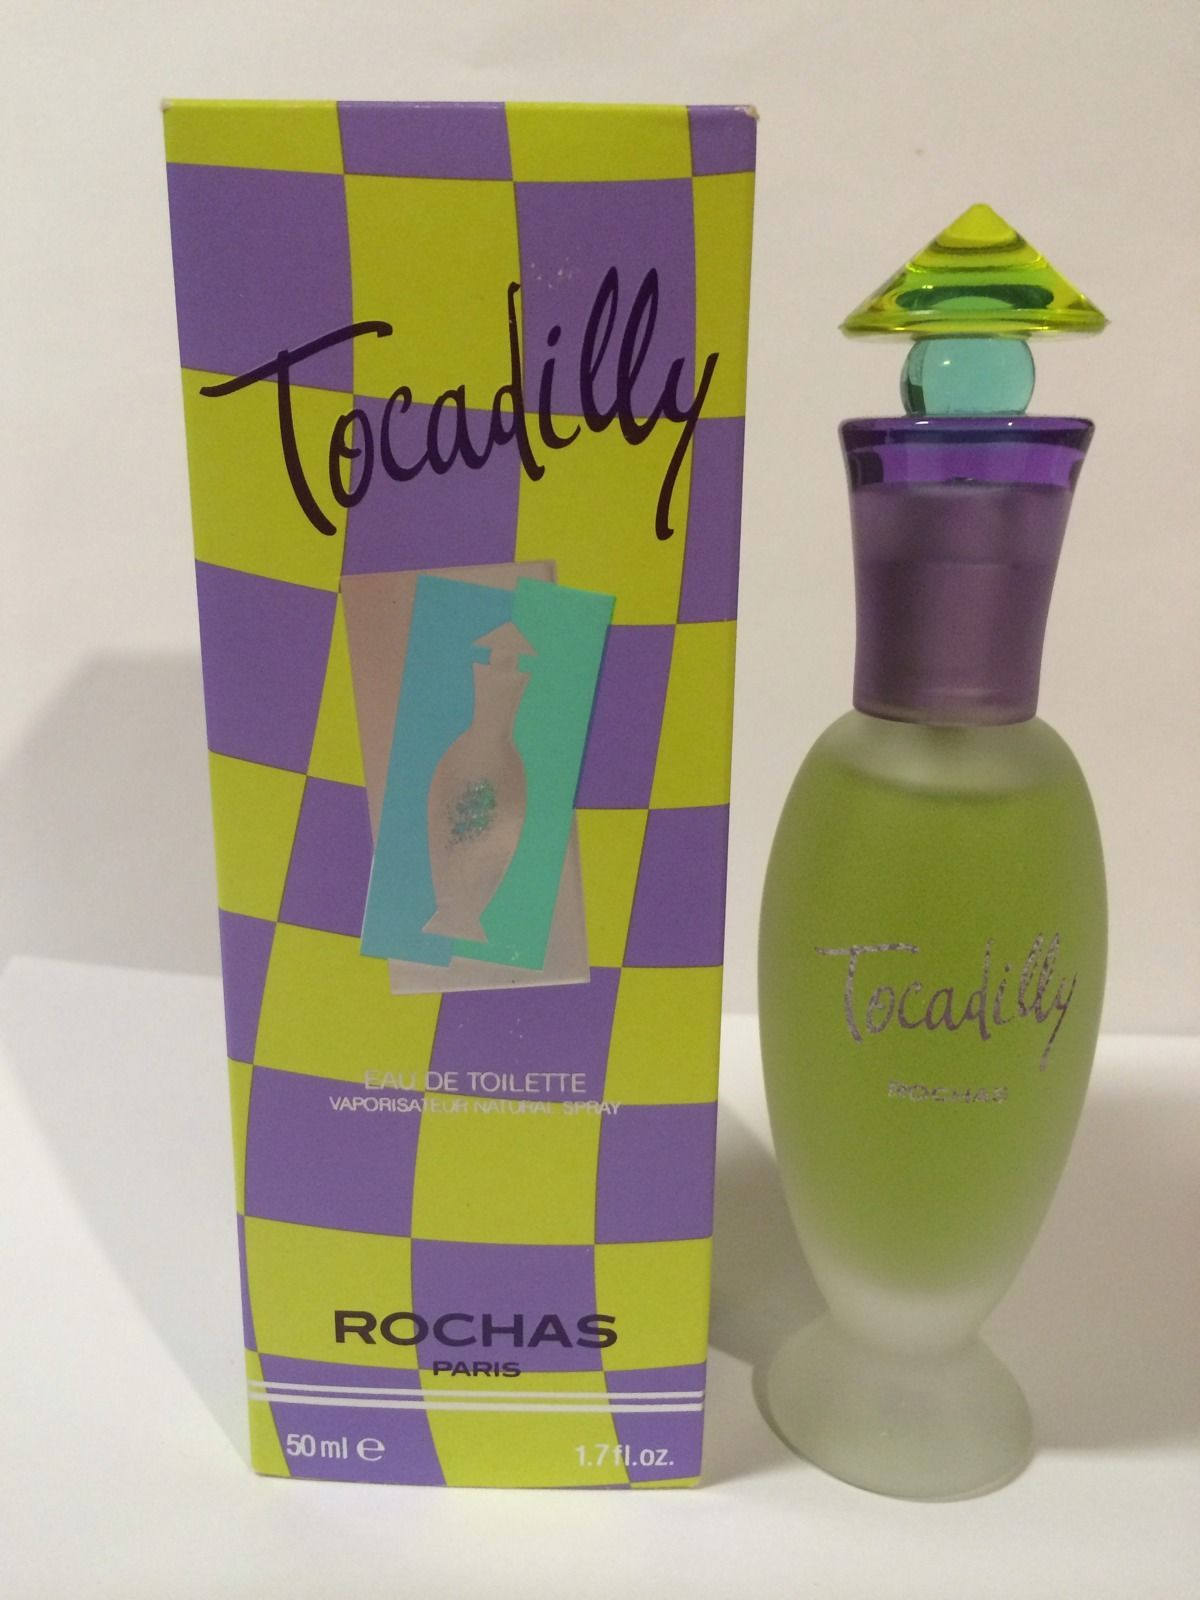 Tocadilly
EAU DE TOILETTE
VAPORISATEUR NATURAL SPRAY
ROCHAS
PARIS
50 ml e
1.7 fl.oz.
Tocadilly
ROCHAS